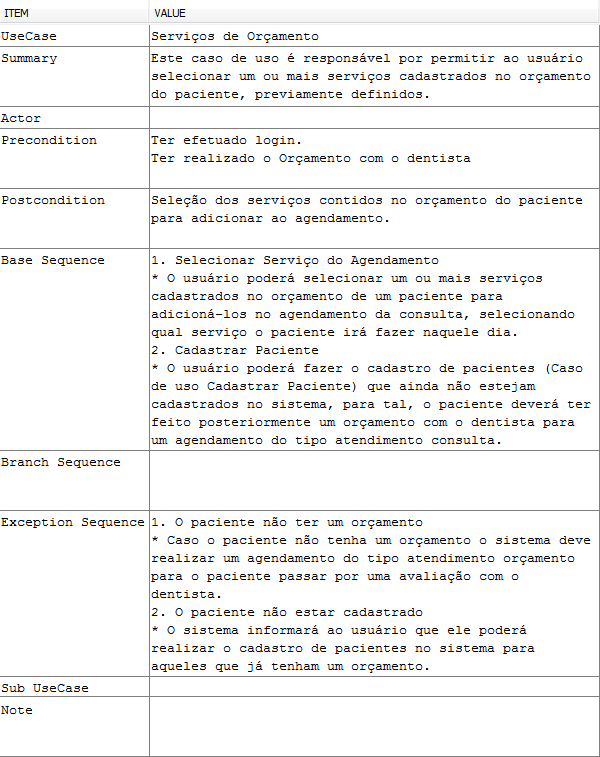 ITEM VALUE
UseCase Serviços de Orçamento
Summary Este caso de uso é responsável por permitir ao usuário
selecionar um ou mais serviços cadastrados no orçamento
do paciente, previamente definidos.
Actor
Precondition Ter efetuado login.
Ter realizado o Orçamento com o dentista
Postcondition Seleção dos serviços contidos no orçamento do paciente
para adicionar ao agendamento.
Base Sequence 1. Selecionar Serviço do Agendamento
* O usuário poderá selecionar um ou mais serviços
cadastrados no orçamento de um paciente para
adicioná-los no agendamento da consulta, selecionando
qual serviço o paciente irá fazer naquele dia.
2. Cadastrar Paciente
* O usuário poderá fazer o cadastro de pacientes (Caso
de uso Cadastrar Paciente) que ainda não estejam
cadastrados no sistema, para tal, o paciente deverá ter
feito posteriormente um orçamento com o dentista para
um agendamento do tipo atendimento consulta.
Branch Sequence
Exception Sequence 1. O paciente não ter um orçamento
* Caso o paciente não tenha um orçamento o sistema deve
realizar um agendamento do tipo atendimento orçamento
para o paciente passar por uma avaliação com o
dentista.
2. O paciente não estar cadastrado
* O sistema informará ao usuário que ele poderá
realizar o cadastro de pacientes no sistema para
aqueles que já tenham um orçamento.
Sub UseCase
Note